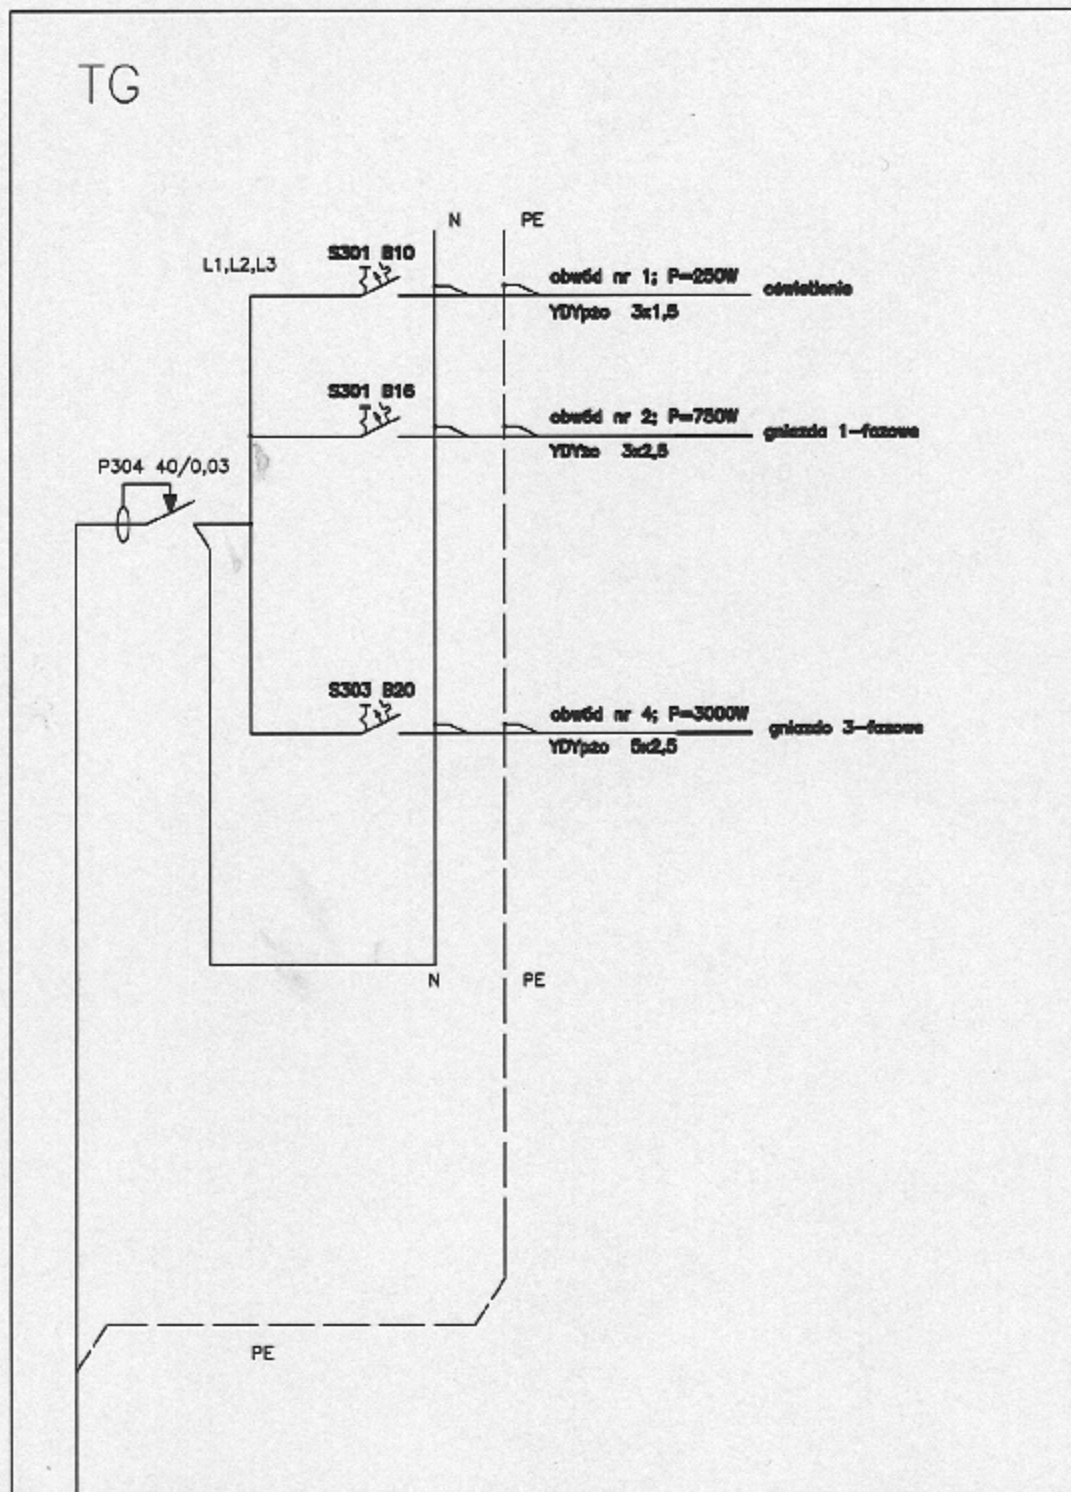 TG
N PE
L1,L2,L3
S301 B10
obwód nr 1; P=250W
oświetlenie
YDYpżo 3x1,5
S301 B16
obwód nr 2; P=750W
gniazda 1-fazowe
YDYżo 3x2,5
P304 40/0,03
S303 B20
obwód nr 4; P=3000W
gniazdo 3-fazowe
YDYpżo 5x2,5
N PE
PE